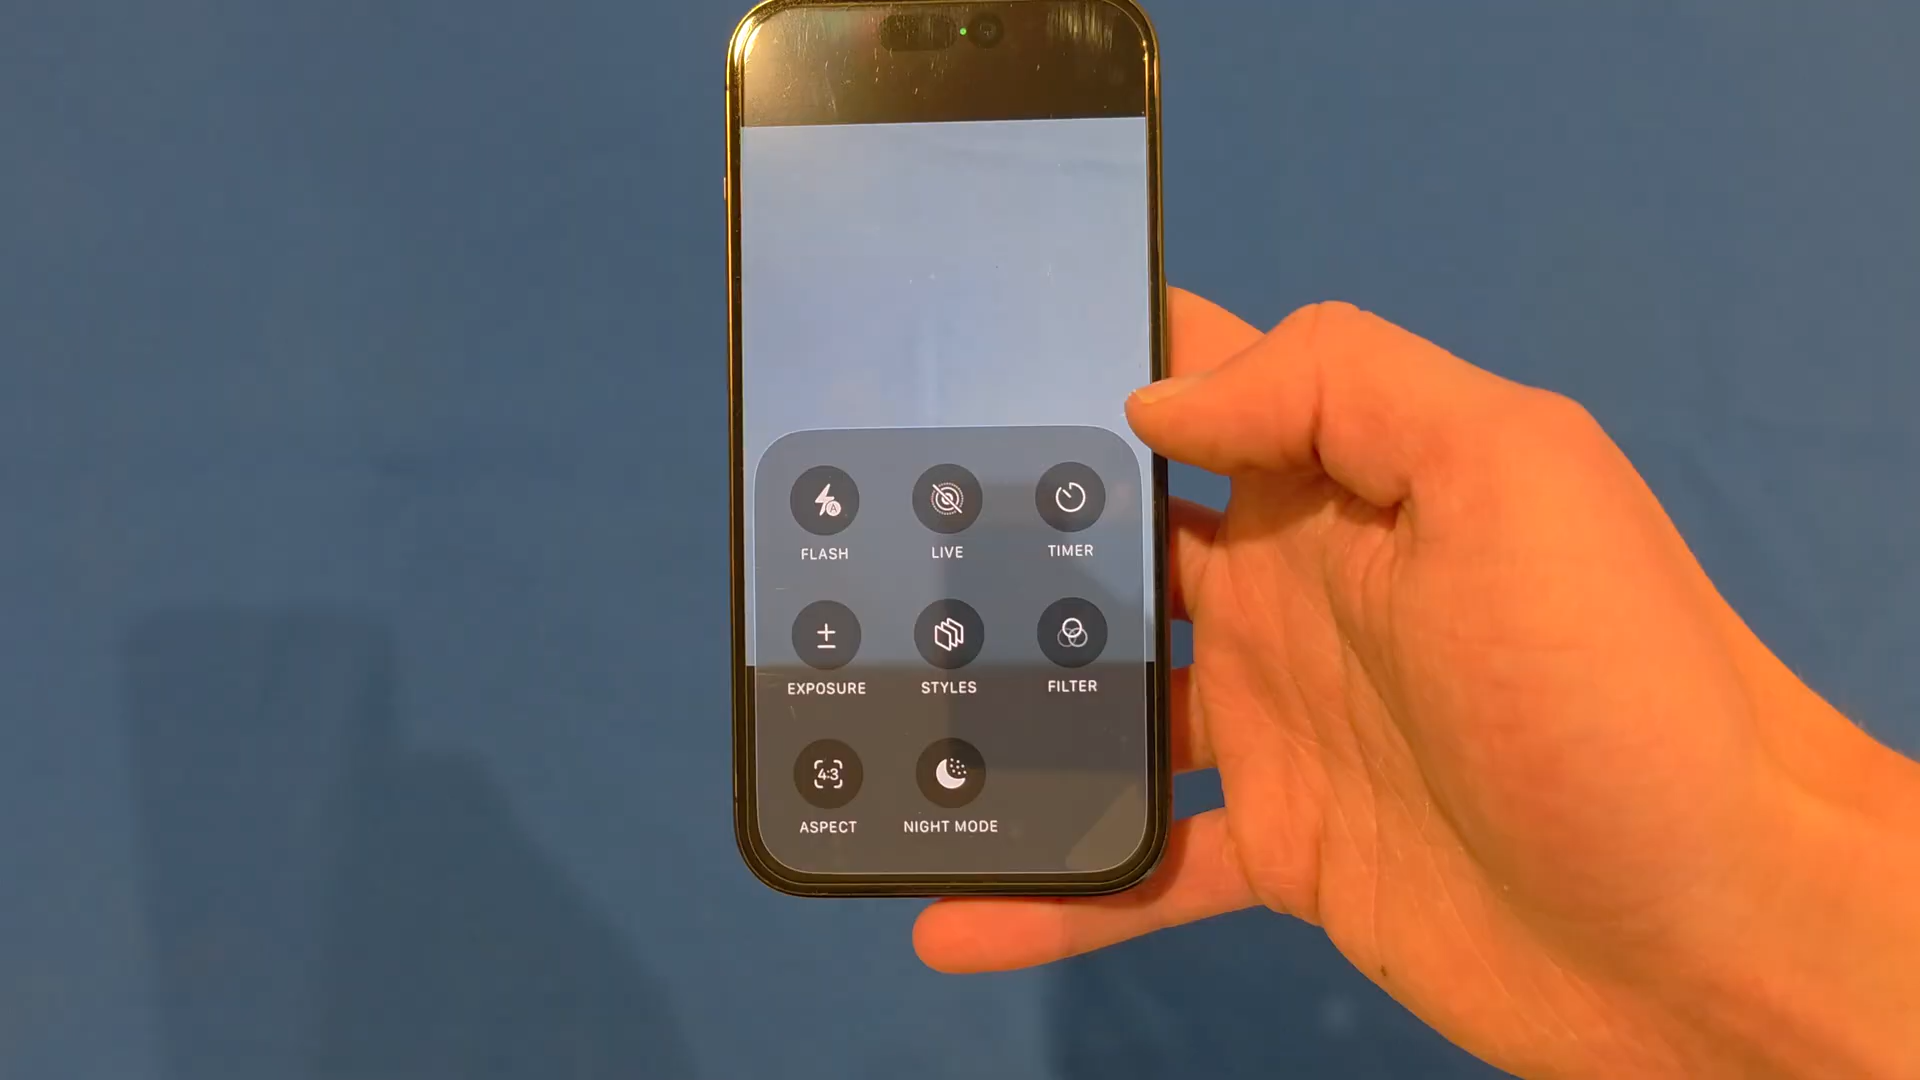 A
FLASH
LIVE
TIMER
EXPOSURE
STYLES
FILTER
4:3
ASPECT
NIGHT MODE